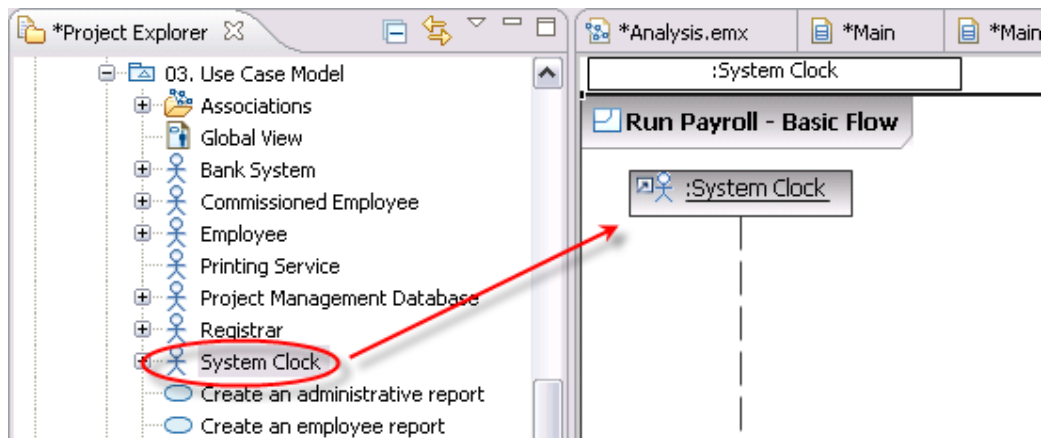 *Project Explorer
03. Use Case Model
Associations
Global View
Bank System
Commissioned Employee
Employee
Printing Service
Project Management Database
Registrar
System Clock
Create an administrative report
Create an employee report
*Analysis.emx
*Main
*Main
:System Clock
Run Payroll - Basic Flow
:System Clock